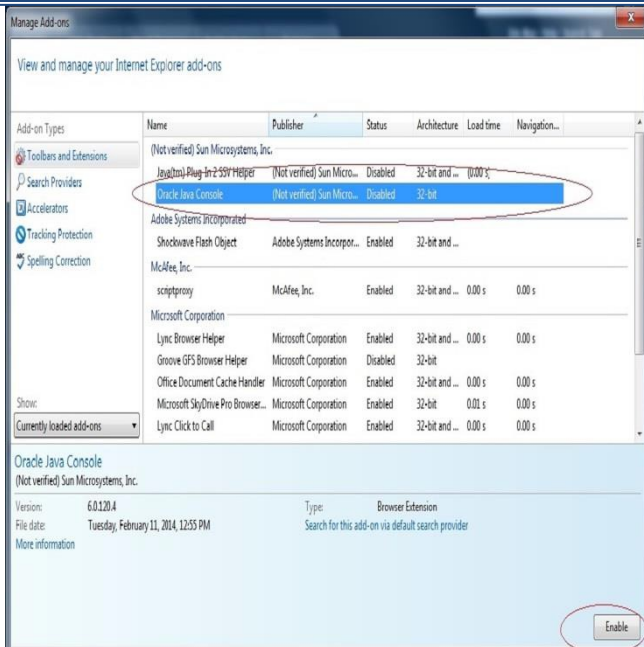 Manage Add-ons
x
View and manage your Internet Explorer add-ons
Add-on Types
Toolbars and Extensions
Search Providers
Accelerators
Tracking Protection
Spelling Correction
Show:
Currently loaded add-ons
Name Publisher Status Architecture Load time Navigation...
(Not verified) Sun Microsystems, Inc.
Java(tm) Plug-In 2 SSV Helper (Not verified) Sun Micro... Disabled 32-bit and ... (0.00 s)
Oracle Java Console (Not verified) Sun Micro... Disabled 32-bit
Adobe Systems Incorporated
Shockwave Flash Object Adobe Systems Incorpor... Enabled 32-bit and ...
McAfee, Inc.
scriptproxy McAfee, Inc. Enabled 32-bit and ... 0.00 s 0.00 s
Microsoft Corporation
Lync Browser Helper Microsoft Corporation Enabled 32-bit and ... 0.00 s 0.00 s
Groove GFS Browser Helper Microsoft Corporation Disabled 32-bit
Office Document Cache Handler Microsoft Corporation Enabled 32-bit and ... 0.00 s 0.00 s
Microsoft SkyDrive Pro Browser... Microsoft Corporation Enabled 32-bit 0.01 s 0.00 s
Lync Click to Call Microsoft Corporation Enabled 32-bit and ... 0.00 s 0.00 s
Oracle Java Console
(Not verified) Sun Microsystems, Inc.
Version: 6.0.120.4 Type: Browser Extension
File date: Tuesday, February 11, 2014, 12:55 PM Search for this add-on via default search provider
More information
Enable